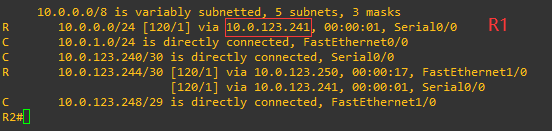 10.0.0.0/8 is variably subnetted, 5 subnets, 3 masks
R 10.0.0.0/24 [120/1] via 10.0.123.241, 00:00:01, Serial0/0 R1
C 10.0.1.0/24 is directly connected, FastEthernet0/0
C 10.0.123.240/30 is directly connected, Serial0/0
R 10.0.123.244/30 [120/1] via 10.0.123.250, 00:00:17, FastEthernet1/0
[120/1] via 10.0.123.241, 00:00:01, Serial0/0
C 10.0.123.248/29 is directly connected, FastEthernet1/0
R2#